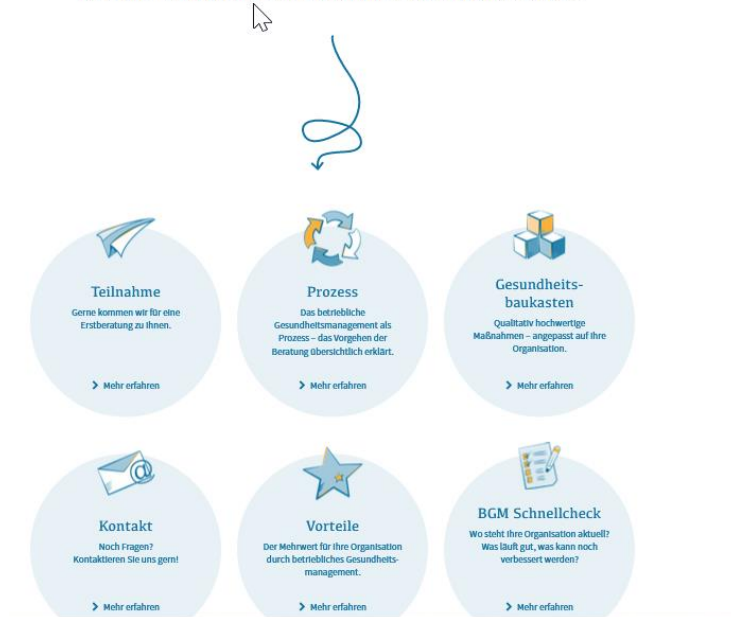 Teilnahme
Gerne kommen wir für eine
Erstberatung zu Ihnen.
Mehr erfahren
Prozess
Das betriebliche
Gesundheitsmanagement als
Prozess – das Vorgehen der
Beratung übersichtlich erklärt.
Mehr erfahren
Gesundheits-
baukasten
Qualitativ hochwertige
Maßnahmen – angepasst auf Ihre
Organisation.
Mehr erfahren
Kontakt
Noch Fragen?
Kontaktieren Sie uns gern!
Mehr erfahren
Vorteile
Der Mehrwert für Ihre Organisation
durch betriebliches Gesundheits-
management.
Mehr erfahren
BGM Schnellcheck
Wo steht Ihre Organisation aktuell?
Was läuft gut, was kann noch
verbessert werden?
Mehr erfahren